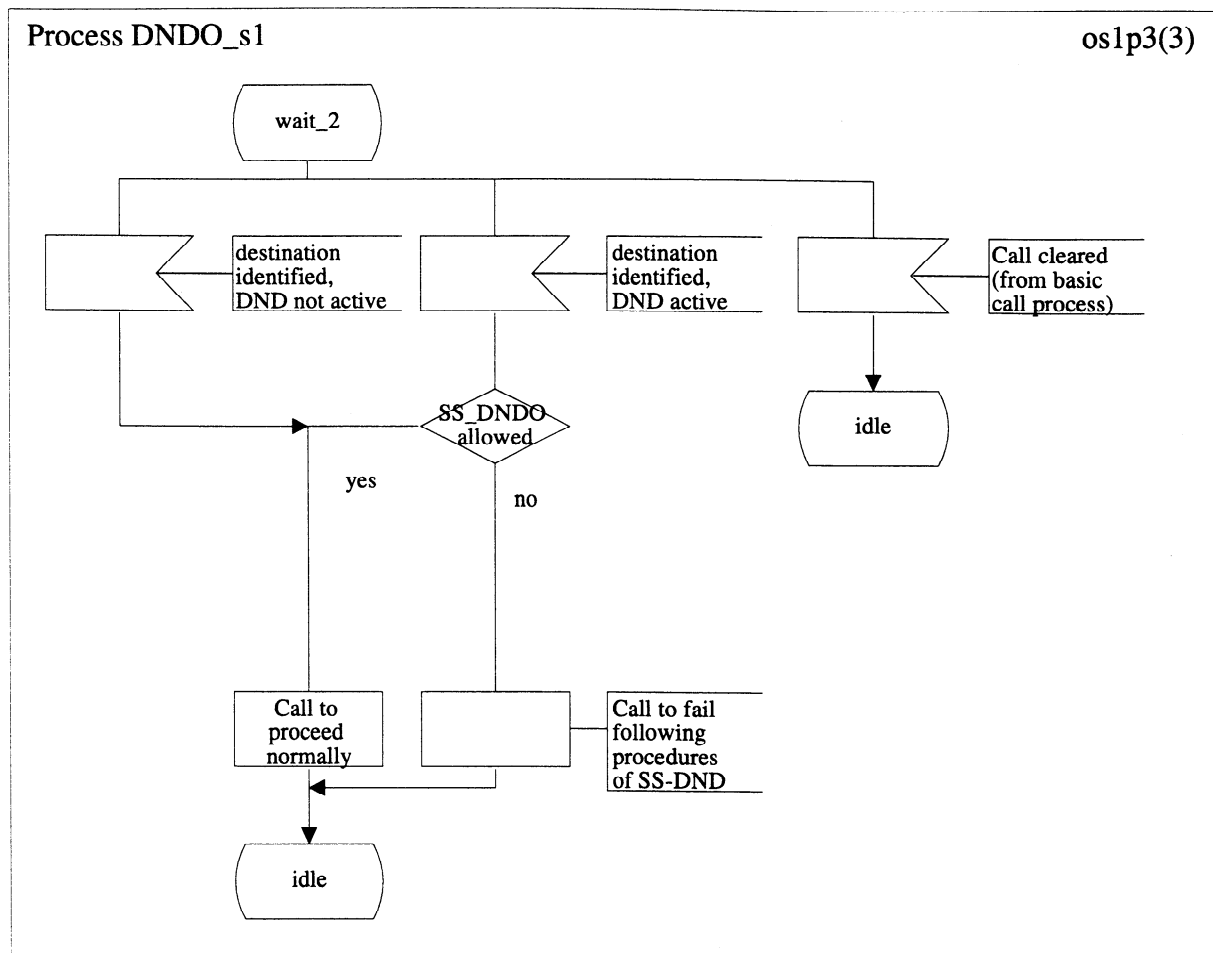 Process DNDO_s1
os1p3(3)
wait_2
destination
identified,
DND not active
destination
identified,
DND active
Call cleared
(from basic
call process)
SS_DNDO
allowed
idle
yes
no
Call to
proceed
normally
Call to fail
following
procedures
of SS-DND
idle